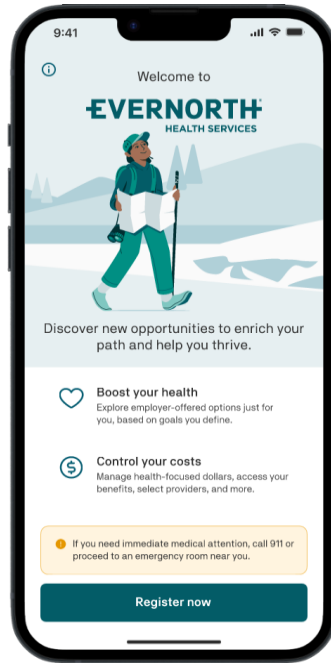 9:41
Welcome to
EVERNORTH
HEALTH SERVICES
Discover new opportunities to enrich your
path and help you thrive.
Boost your health
Explore employer-offered options just for
you, based on goals you define.
Control your costs
Manage health-focused dollars, access your
benefits, select providers, and more.
If you need immediate medical attention, call 911 or
proceed to an emergency room near you.
Register now